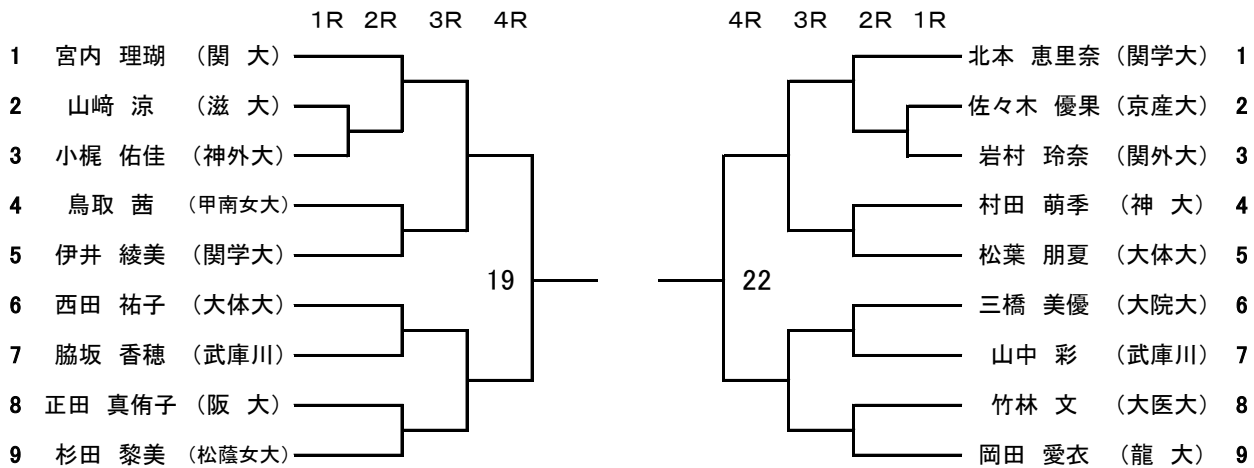 1R 2R 3R 4R 4R 3R 2R 1R
1 宮内 理瑚 (関 大) 北本 恵里奈 (関学大) 1
2 山﨑 涼 (滋 大) 佐々木 優果 (京産大) 2
3 小梶 佑佳 (神外大) 岩村 玲奈 (関外大) 3
4 鳥取 茜 (甲南女大) 村田 萌季 (神 大) 4
5 伊井 綾美 (関学大) 松葉 朋夏 (大体大) 5
19 22
6 西田 祐子 (大体大) 三橋 美優 (大院大) 6
7 脇坂 香穂 (武庫川) 山中 彩 (武庫川) 7
8 正田 真侑子 (阪 大) 竹林 文 (大医大) 8
9 杉田 黎美 (松蔭女大) 岡田 愛衣 (龍 大) 9